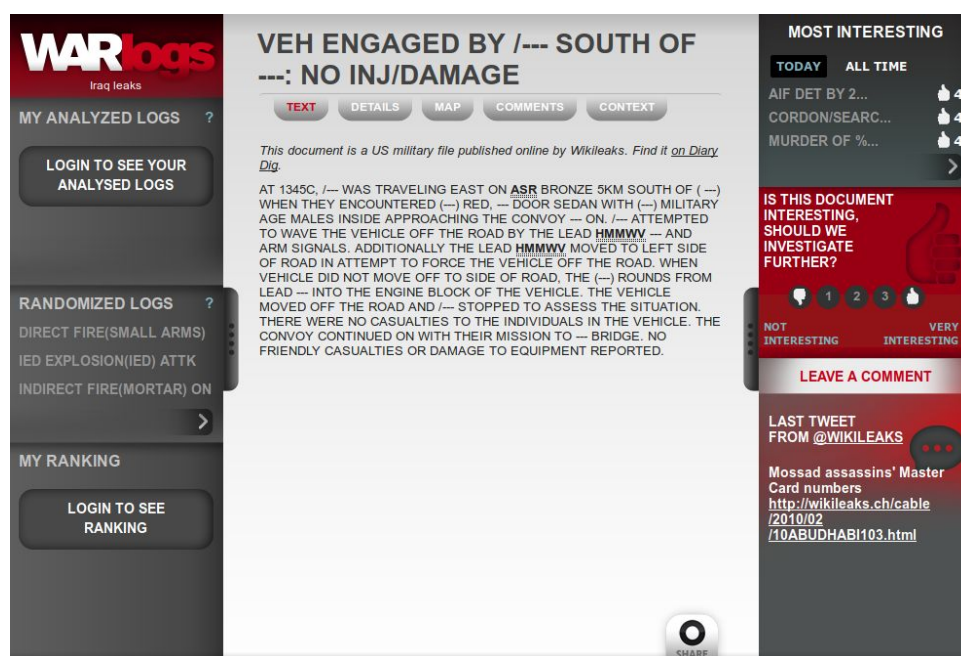 WARlogs
Iraq leaks
MY ANALYZED LOGS ?
LOGIN TO SEE YOUR
ANALYSED LOGS
RANDOMIZED LOGS ?
DIRECT FIRE(SMALL ARMS)
IED EXPLOSION(IED) ATTK
INDIRECT FIRE(MORTAR) ON
MY RANKING
LOGIN TO SEE
RANKING
VEH ENGAGED BY /--- SOUTH OF
---: NO INJ/DAMAGE
TEXT DETAILS MAP COMMENTS CONTEXT
This document is a US military file published online by Wikileaks. Find it on Diary
Dig.
AT 1345C, /--- WAS TRAVELING EAST ON ASR BRONZE 5KM SOUTH OF ( ---)
WHEN THEY ENCOUNTERED (---) RED, --- DOOR SEDAN WITH (---) MILITARY
AGE MALES INSIDE APPROACHING THE CONVOY --- ON. /--- ATTEMPTED
TO WAVE THE VEHICLE OFF THE ROAD BY THE LEAD HMMWV --- AND
ARM SIGNALS. ADDITIONALLY THE LEAD HMMWV MOVED TO LEFT SIDE
OF ROAD IN ATTEMPT TO FORCE THE VEHICLE OFF THE ROAD. WHEN
VEHICLE DID NOT MOVE OFF TO SIDE OF ROAD, THE (---) ROUNDS FROM
LEAD --- INTO THE ENGINE BLOCK OF THE VEHICLE. THE VEHICLE
MOVED OFF THE ROAD AND /--- STOPPED TO ASSESS THE SITUATION.
THERE WERE NO CASUALTIES TO THE INDIVIDUALS IN THE VEHICLE. THE
CONVOY CONTINUED ON WITH THEIR MISSION TO --- BRIDGE. NO
FRIENDLY CASUALTIES OR DAMAGE TO EQUIPMENT REPORTED.
SHARE
MOST INTERESTING
TODAY ALL TIME
AIF DET BY 2... 4
CORDON/SEARC... 4
MURDER OF %... 4
IS THIS DOCUMENT
INTERESTING,
SHOULD WE
INVESTIGATE
FURTHER?
1 2 3
NOT VERY
INTERESTING INTERESTING
LEAVE A COMMENT
LAST TWEET
FROM @WIKILEAKS
Mossad assassins' Master
Card numbers
http://wikileaks.ch/cable
/2010/02
/10ABUDHABI103.html